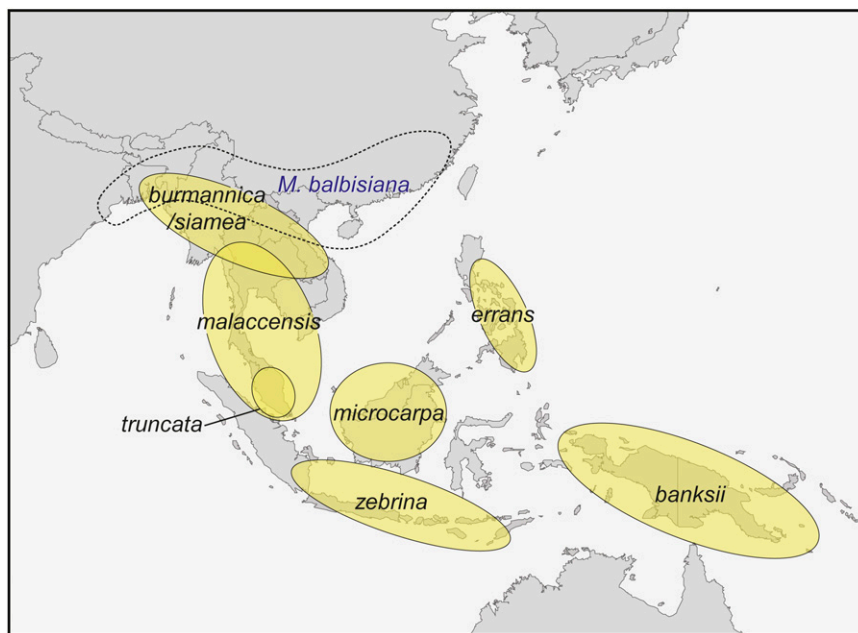 M. balbisiana
burmannica
/siamea
malaccensis
errans
truncata
microcarpa
zebrina
banksii